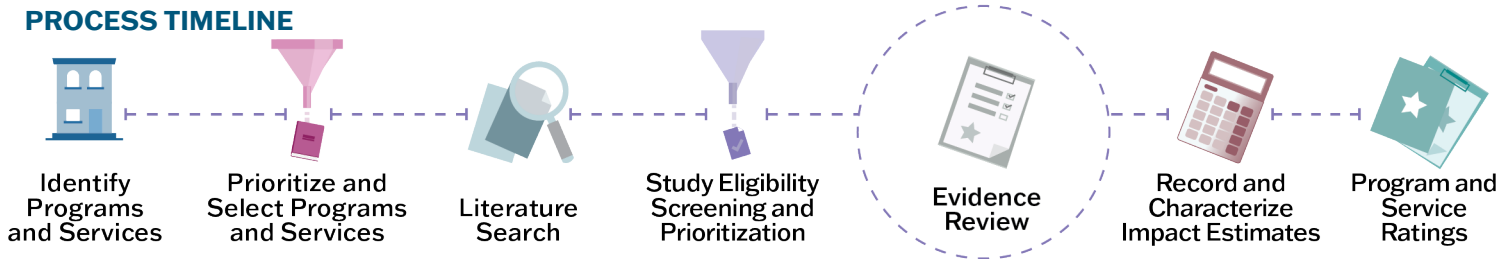 PROCESS TIMELINE
Identify
Programs
and Services
Prioritize and
Select Programs
and Services
Literature
Search
Study Eligibility
Screening and
Prioritization
Evidence
Review
Record and
Characterize
Impact Estimates
Program and
Service
Ratings